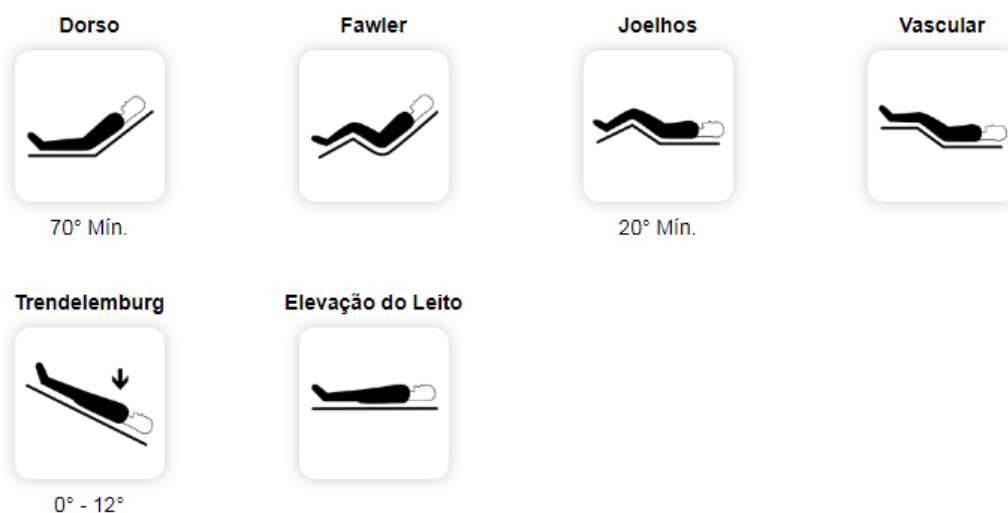 Dorso
Fawler
Joelhos
Vascular
70° Mín.
20° Mín.
Trendelemburg
Elevação do Leito
0° - 12°